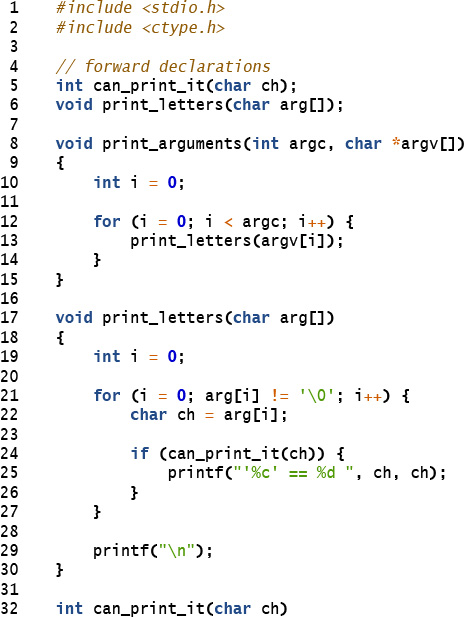 1 #include <stdio.h>
2 #include <ctype.h>
3
4 // forward declarations
5 int can_print_it(char ch);
6 void print_letters(char arg[]);
7
8 void print_arguments(int argc, char *argv[])
9 {
10     int i = 0;
11
12     for (i = 0; i < argc; i++) {
13         print_letters(argv[i]);
14     }
15 }
16
17 void print_letters(char arg[])
18 {
19     int i = 0;
20
21     for (i = 0; arg[i] != '\0'; i++) {
22         char ch = arg[i];
23
24         if (can_print_it(ch)) {
25             printf("'%c' == %d ", ch, ch);
26         }
27     }
28
29     printf("\n");
30 }
31
32 int can_print_it(char ch)